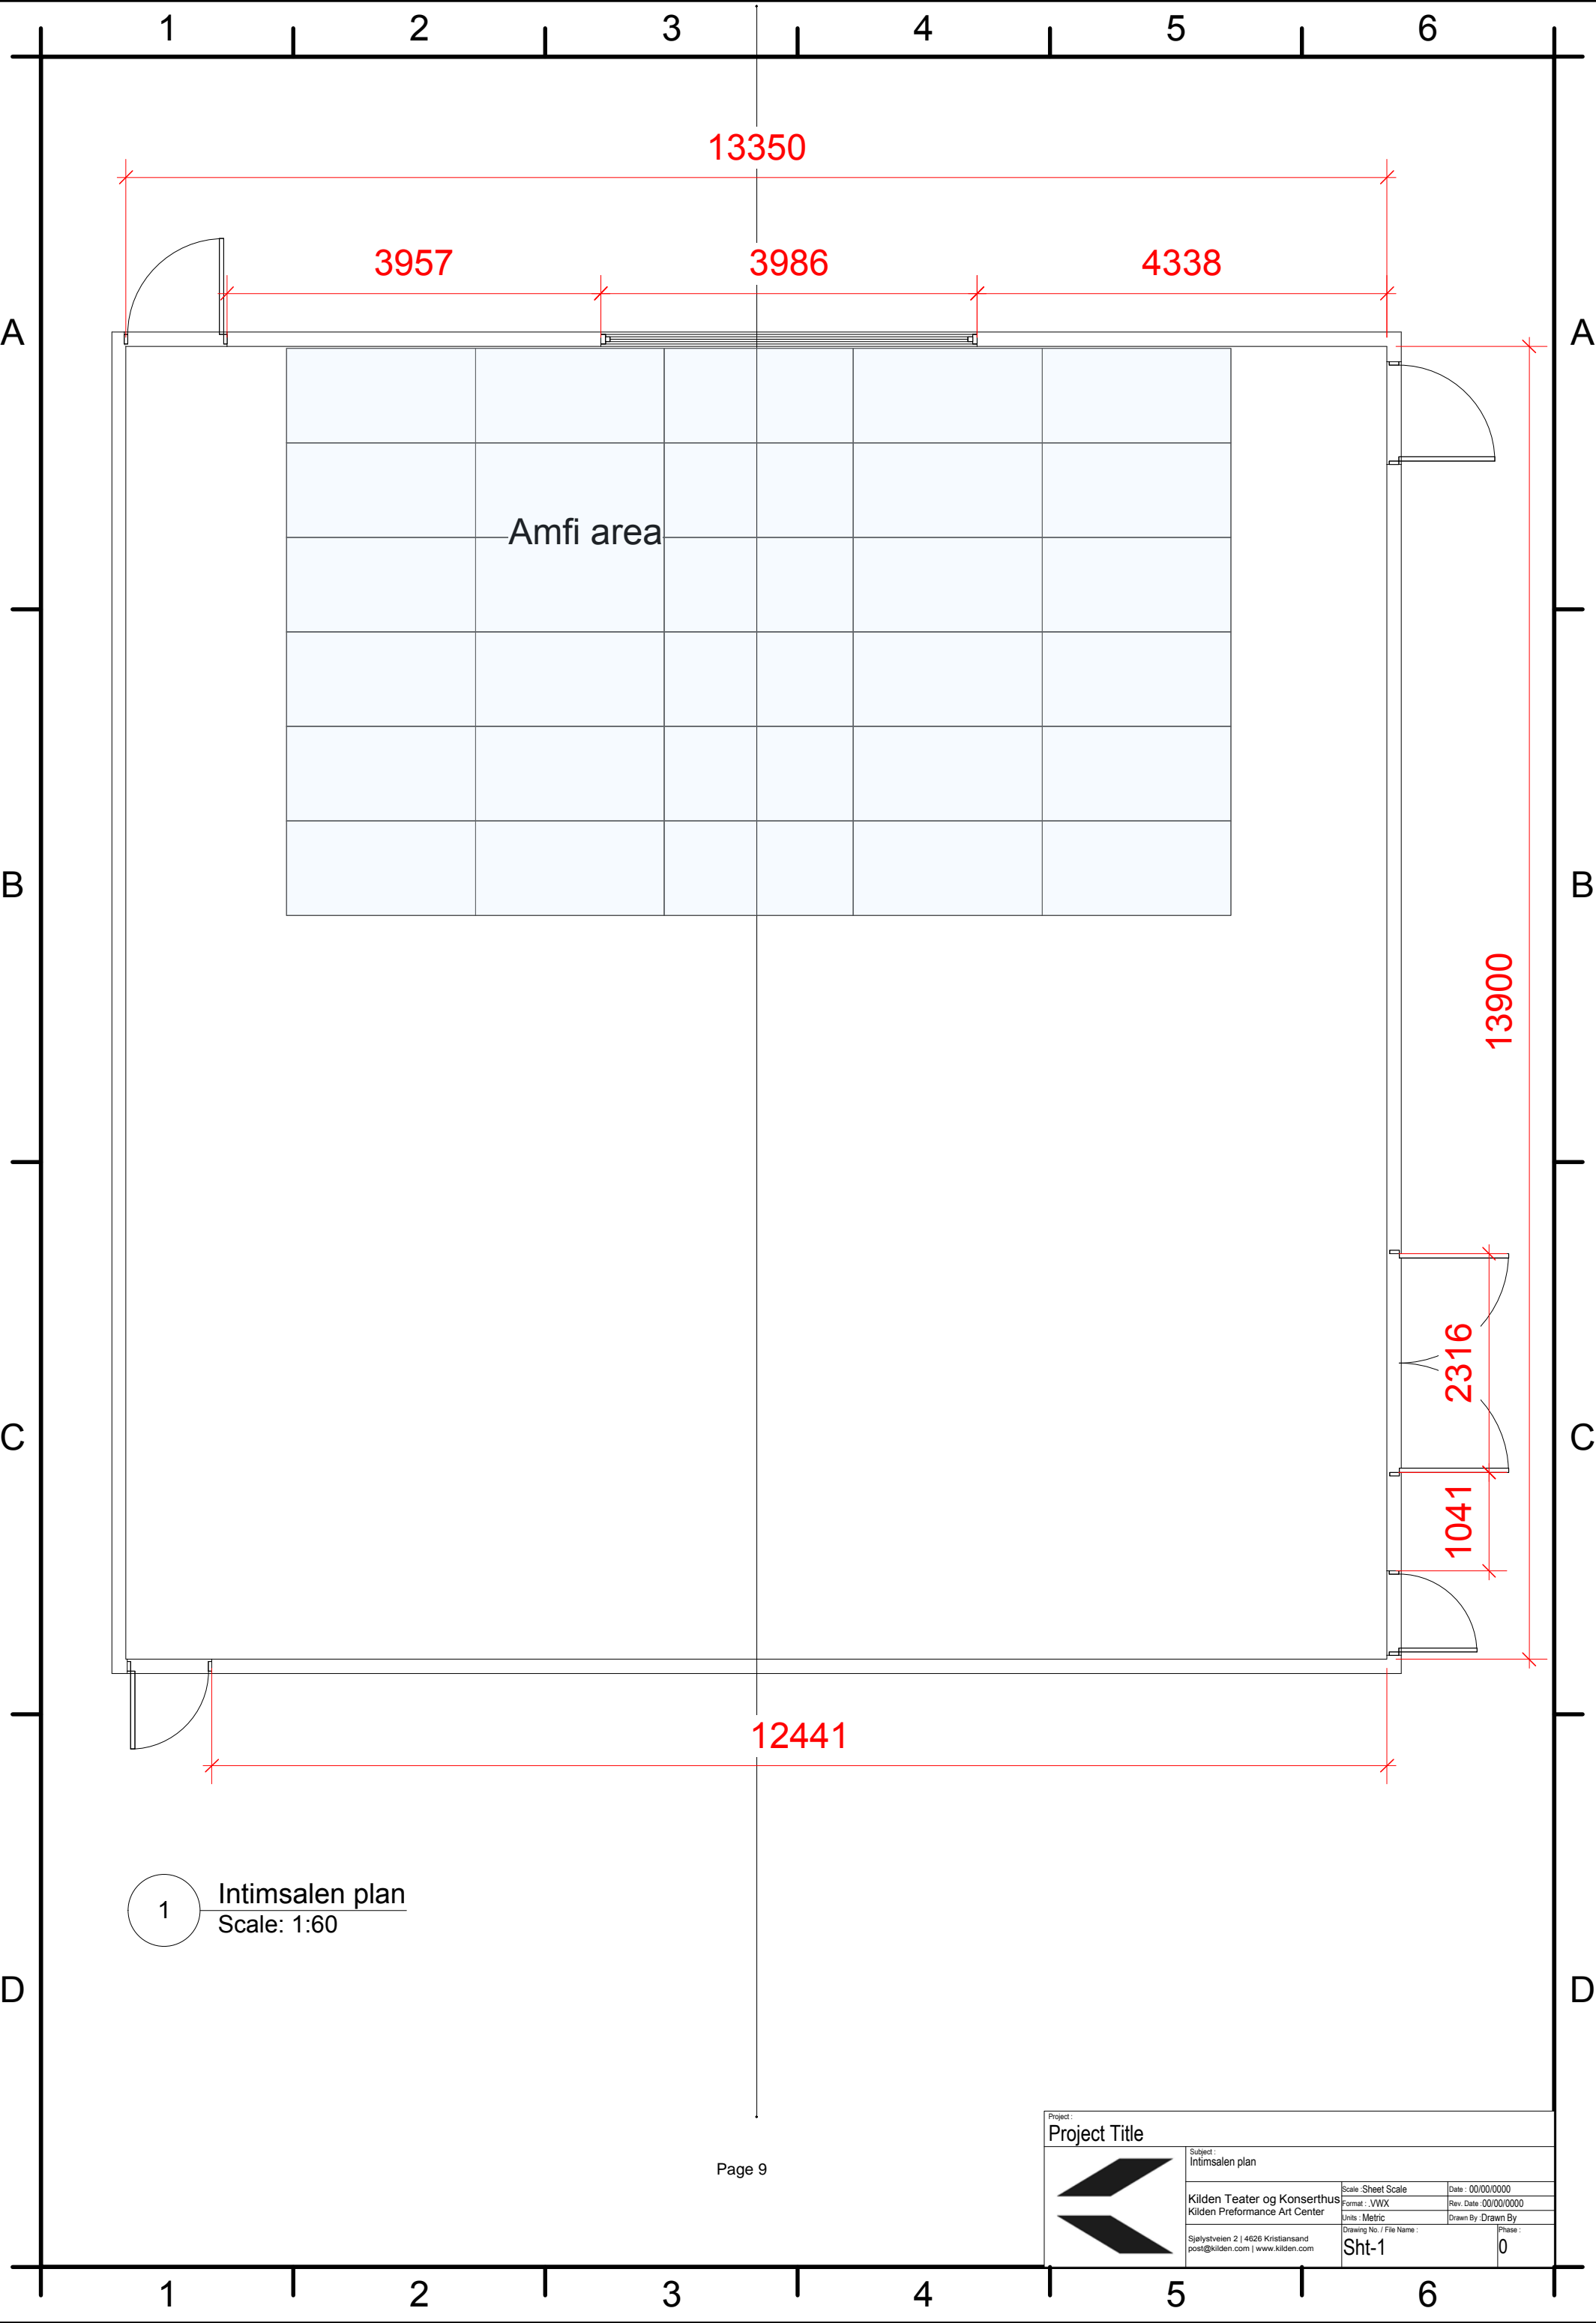 1 2 3 4 5 6
13350
3957 3986 4338
A A
Amfi area
B B
13900
2316
C C
1041
12441
1 Intimsalen plan
Scale: 1:60
D D
Project :
Project Title
Subject :
Intimsalen plan
Page 9
Kilden Teater og Konserthus
Kilden Preformance Art Center
Scale :Sheet Scale Date : 00/00/0000
Format : .VWX Rev. Date :00/00/0000
Units : Metric Drawn By :Drawn By
Sjølystveien 2 | 4626 Kristiansand
post@kilden.com | www.kilden.com
Drawing No. / File Name : Phase :
Sht-1 0
1 2 3 4 5 6